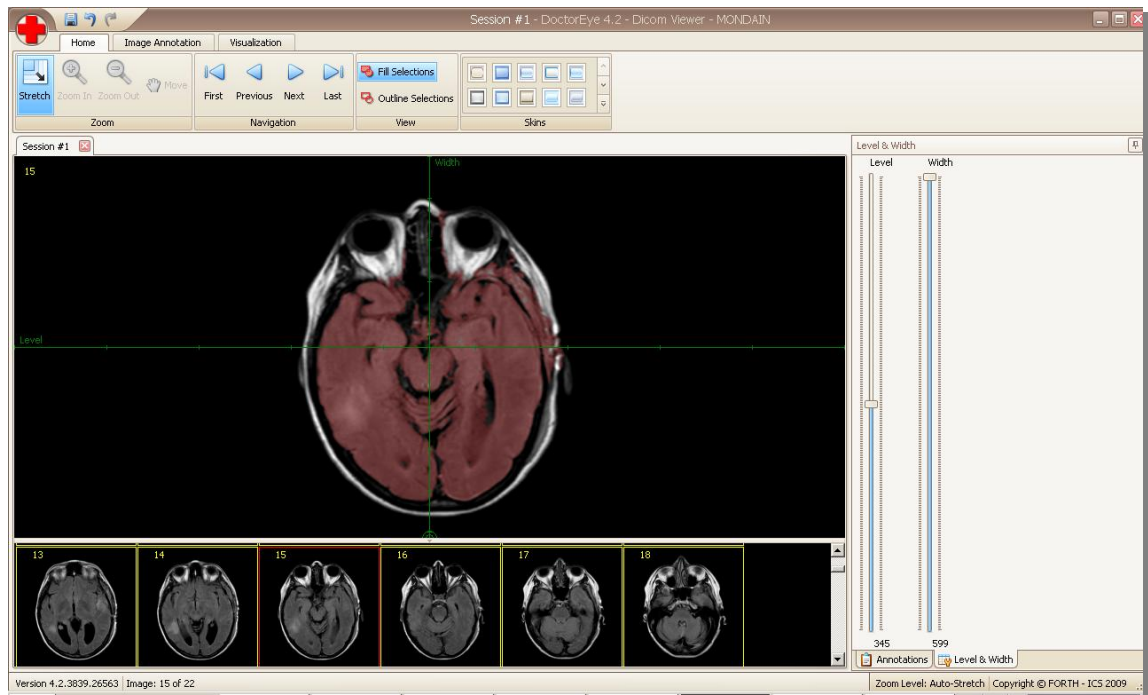 Session #1 - DoctorEye 4.2 - Dicom Viewer - MONDAIN
Home Image Annotation Visualization
Stretch Zoom In Zoom Out Move
First Previous Next Last
Fill Selections
Outline Selections
Zoom Navigation View Skins
Session #1
Level & Width
Level Width
15
Width
Level
13 14 15 16 17 18
345 599
Annotations Level & Width
Version 4.2.3839.26563 Image: 15 of 22
Zoom Level: Auto-Stretch Copyright © FORTH - ICS 2009